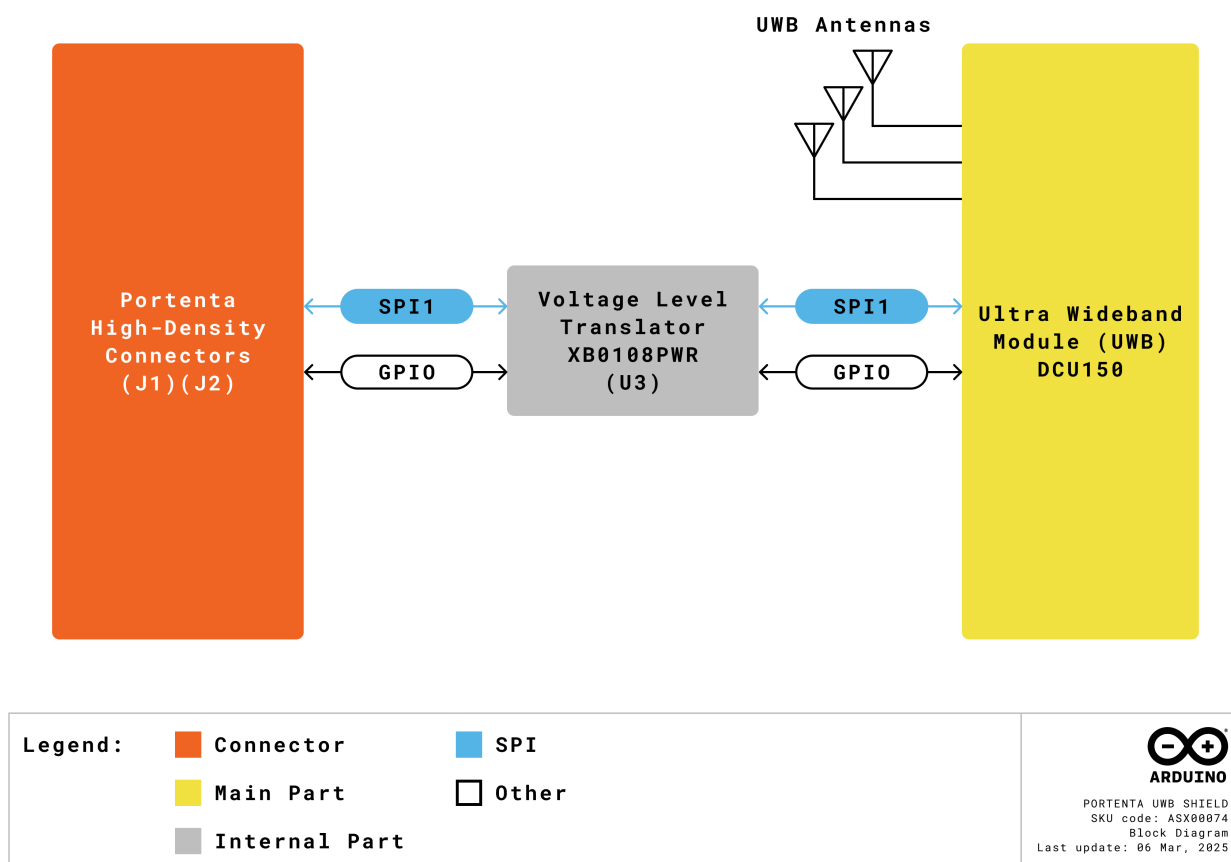 UWB Antennas
Portenta
High-Density
Connectors
(J1)(J2)
SPI1
GPIO
Voltage Level
Translator
XB0108PWR
(U3)
SPI1
GPIO
Ultra Wideband
Module (UWB)
DCU150
Legend:
Connector
SPI
Main Part
Other
Internal Part
ARDUINO
PORTENTA UWB SHIELD
SKU code: ASX00074
Block Diagram
Last update: 06 Mar, 2025